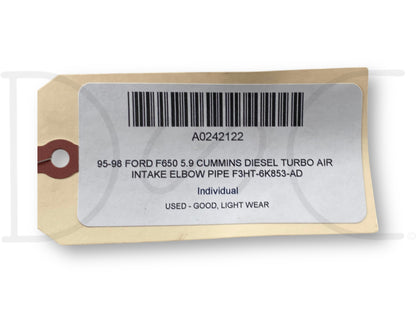 A0242122
95-98 FORD F650 5.9 CUMMINS DIESEL TURBO AIR
INTAKE ELBOW PIPE F3HT-6K853-AD
Individual
USED - GOOD, LIGHT WEAR